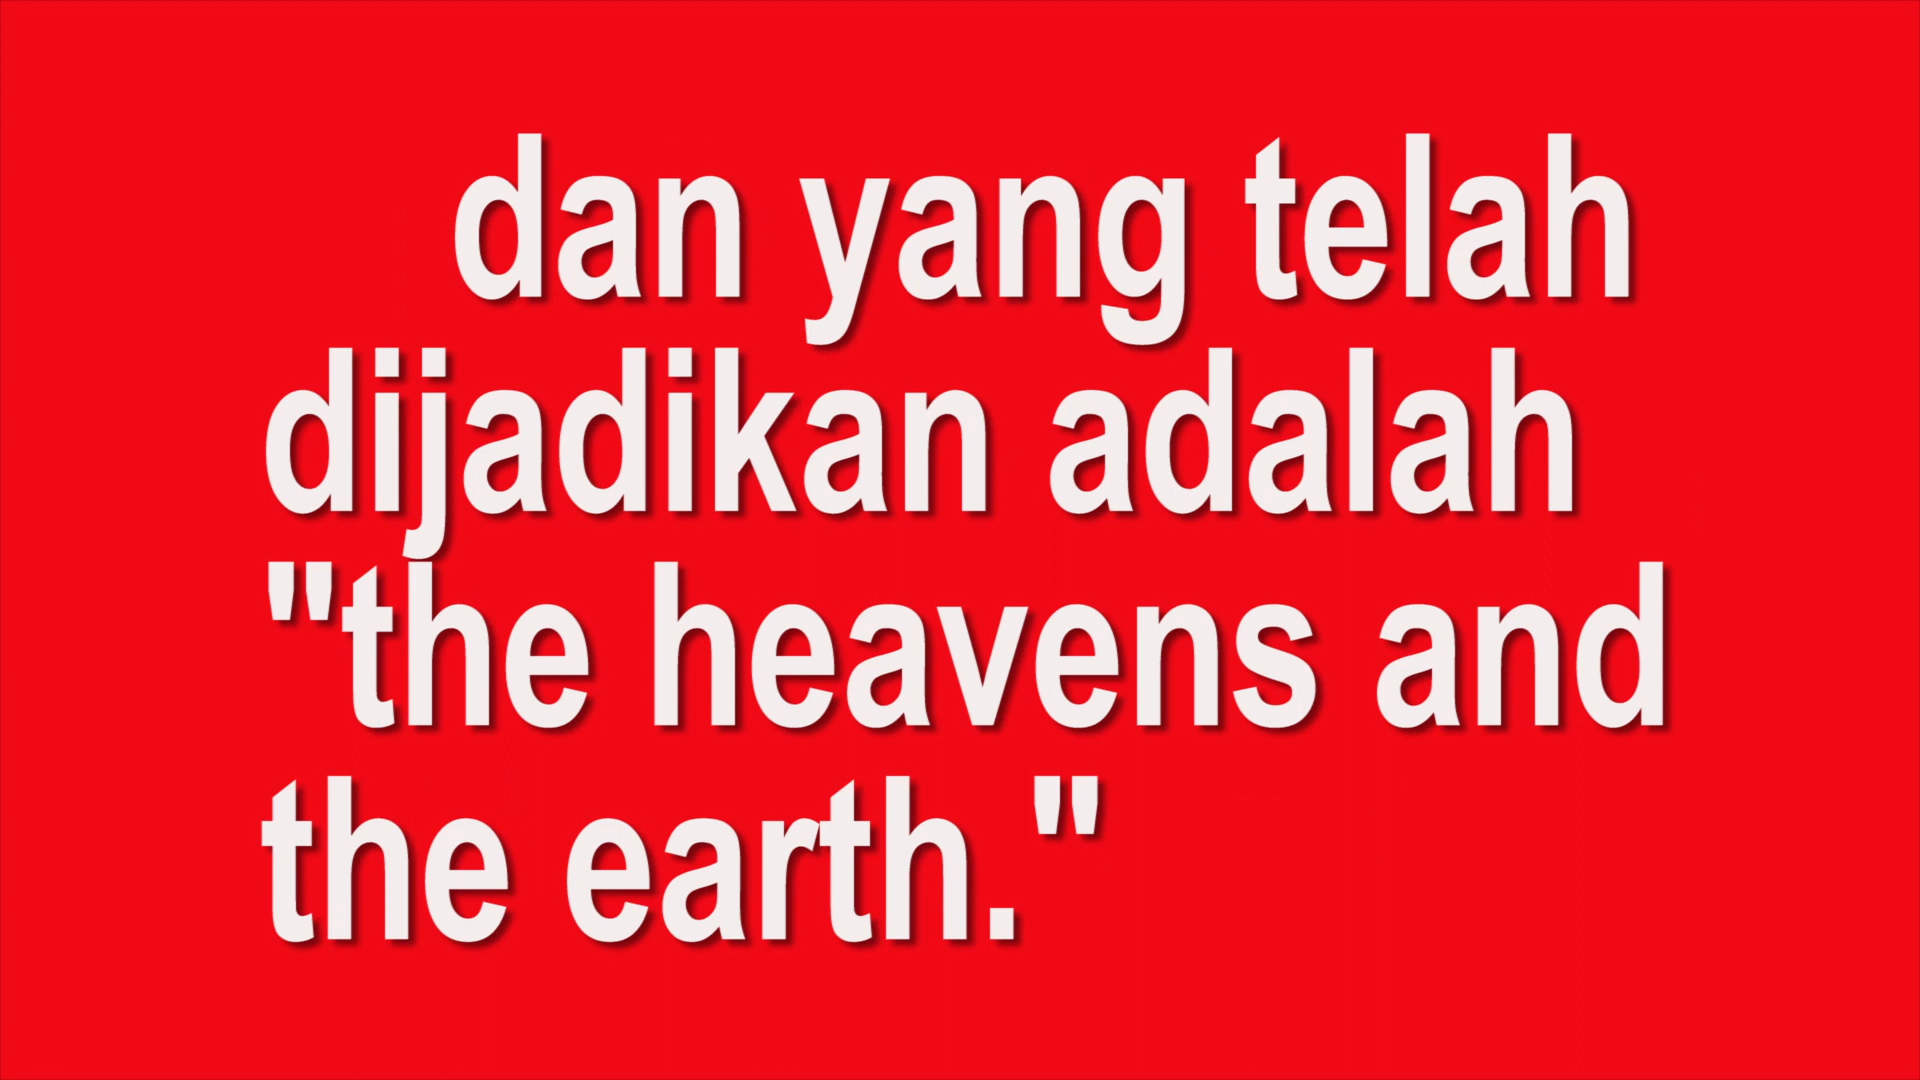 dan yang telah
dijadikan adalah
"the heavens and
the earth."